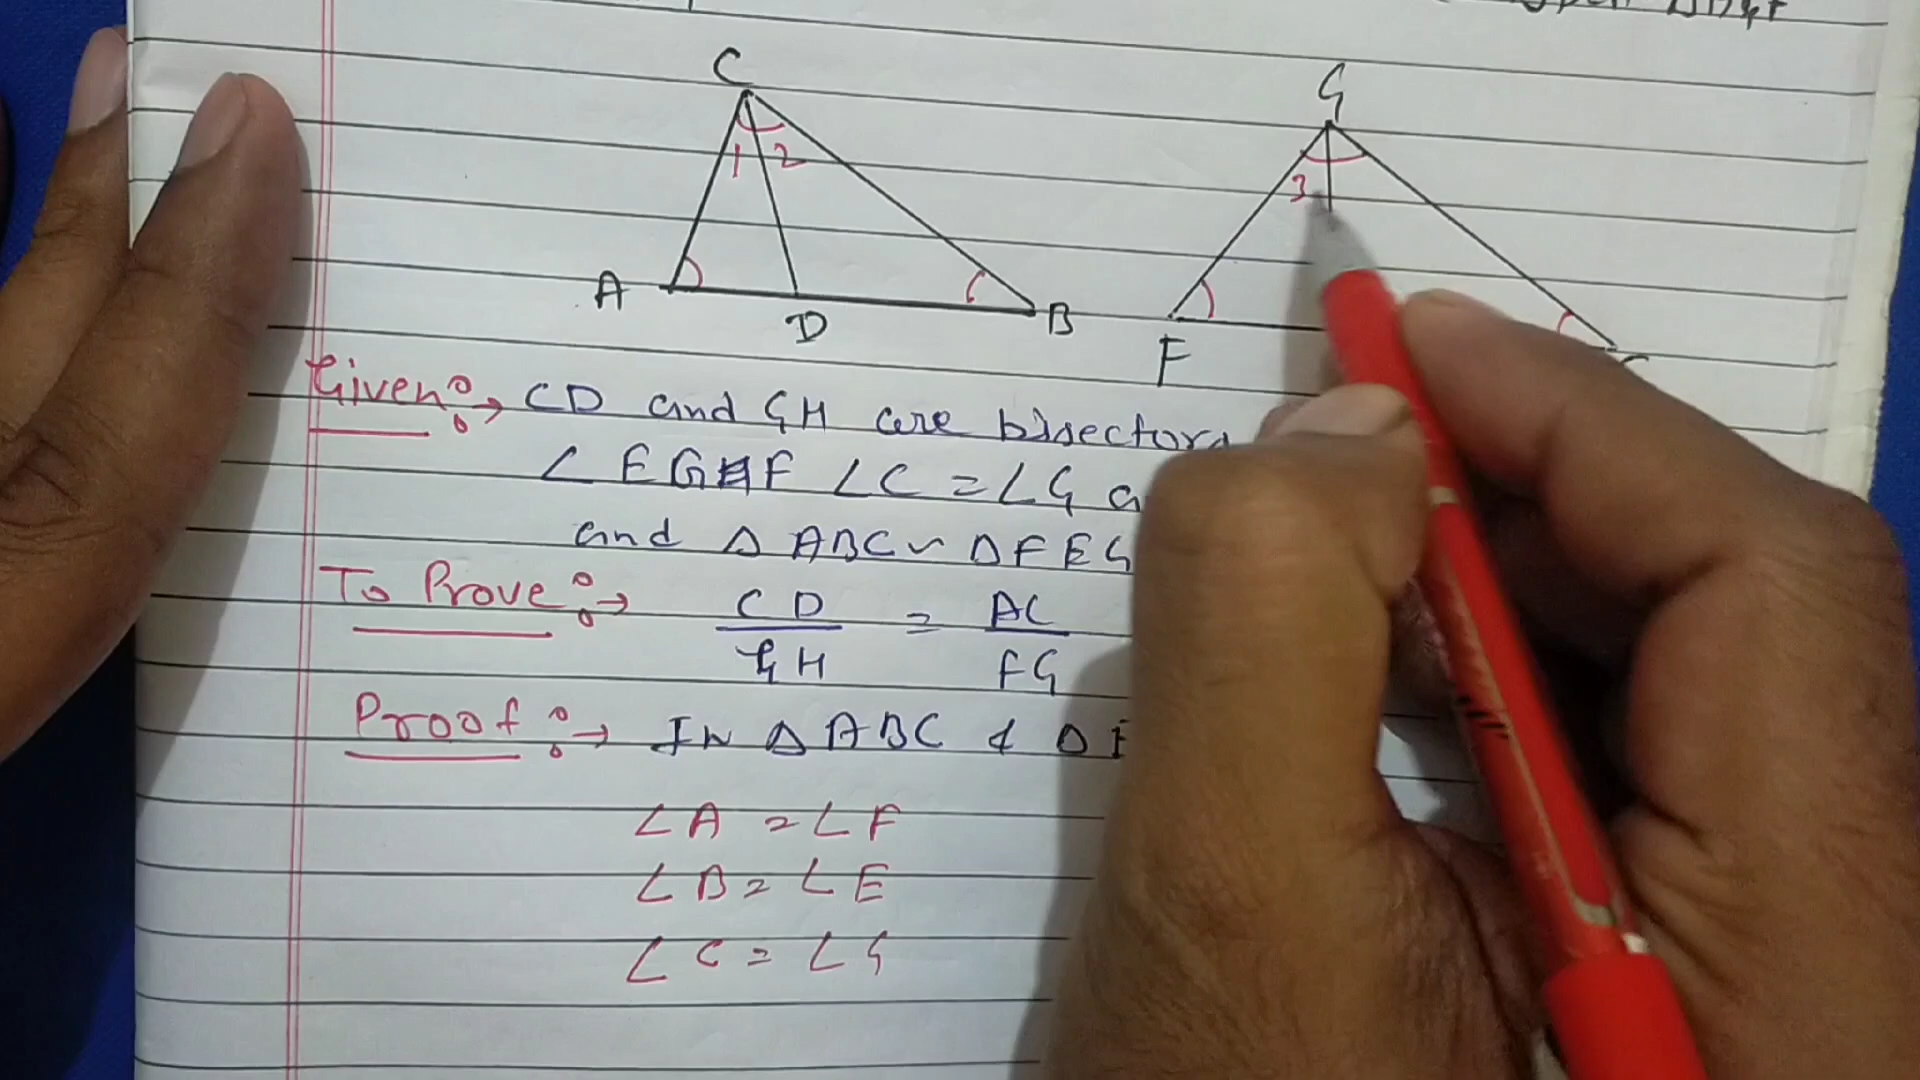 C
G
1 2
3
A
D
B
F
Given :→ CD and GH are bisectors
∠ EGF ∠C = ∠G
and Δ ABC ~ Δ FEG
To Prove :→ CD / GH = AC / FG
Proof :→ In Δ ABC & Δ
∠A = ∠F
∠B = ∠E
∠C = ∠G